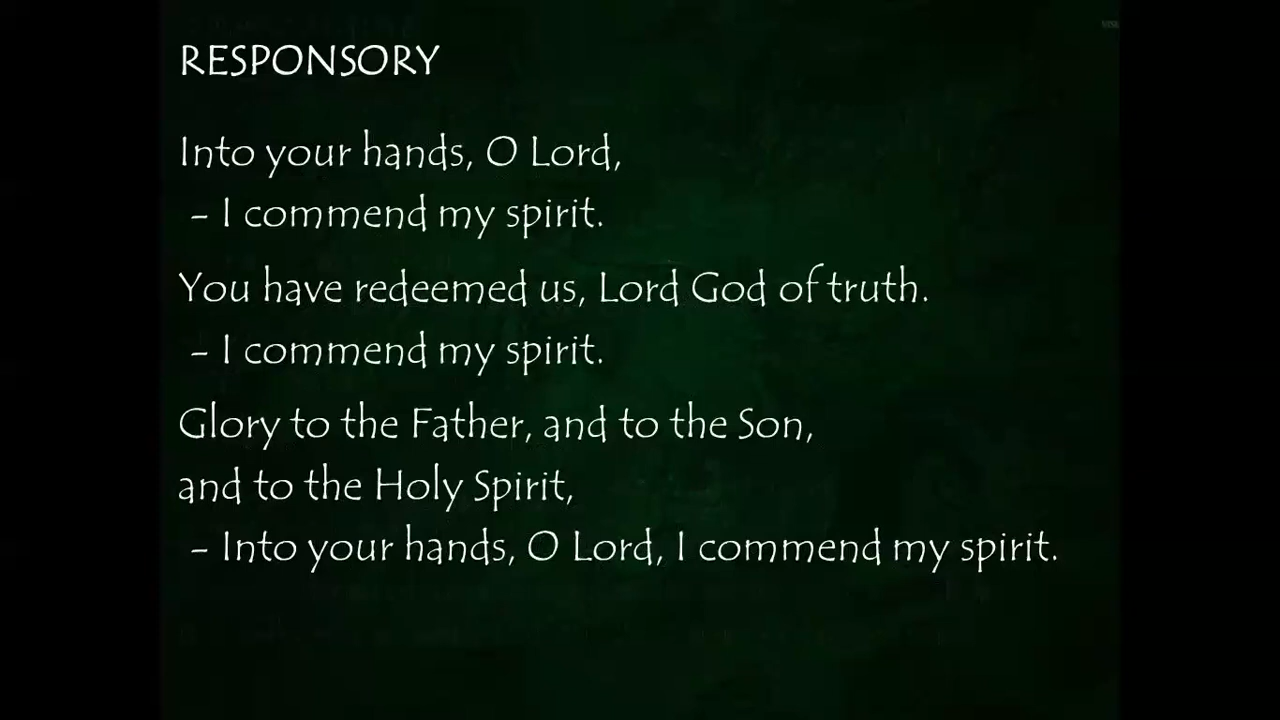 RESPONSORY
Into your hands, O Lord,
– I commend my spirit.
You have redeemed us, Lord God of truth.
– I commend my spirit.
Glory to the Father, and to the Son,
and to the Holy Spirit,
– Into your hands, O Lord, I commend my spirit.